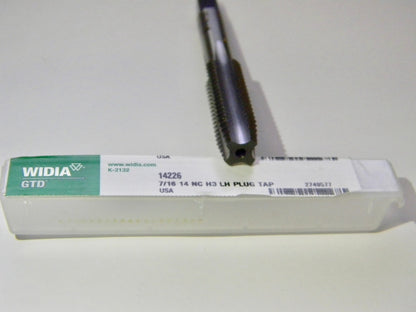 USA
WIDIA
GTD
www.widia.com
K-2132
14226
7/16 14 NC H3 LH PLUG TAP
2749577
USA